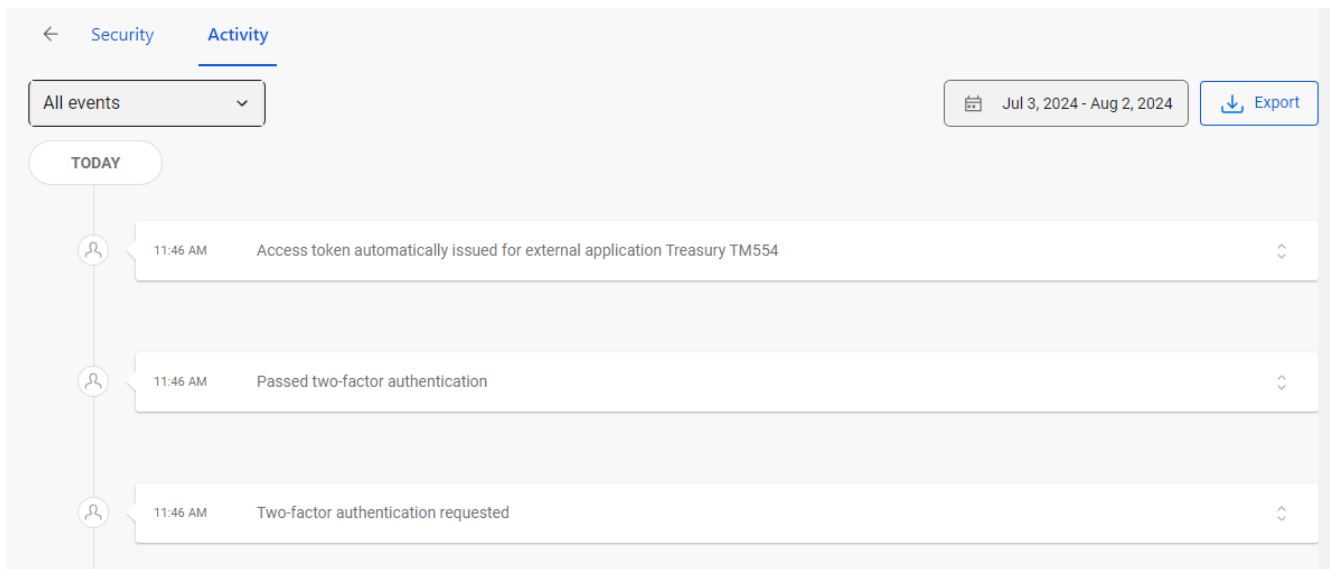 Security Activity
All events
Jul 3, 2024 - Aug 2, 2024 Export
TODAY
11:46 AM Access token automatically issued for external application Treasury TM554
11:46 AM Passed two-factor authentication
11:46 AM Two-factor authentication requested